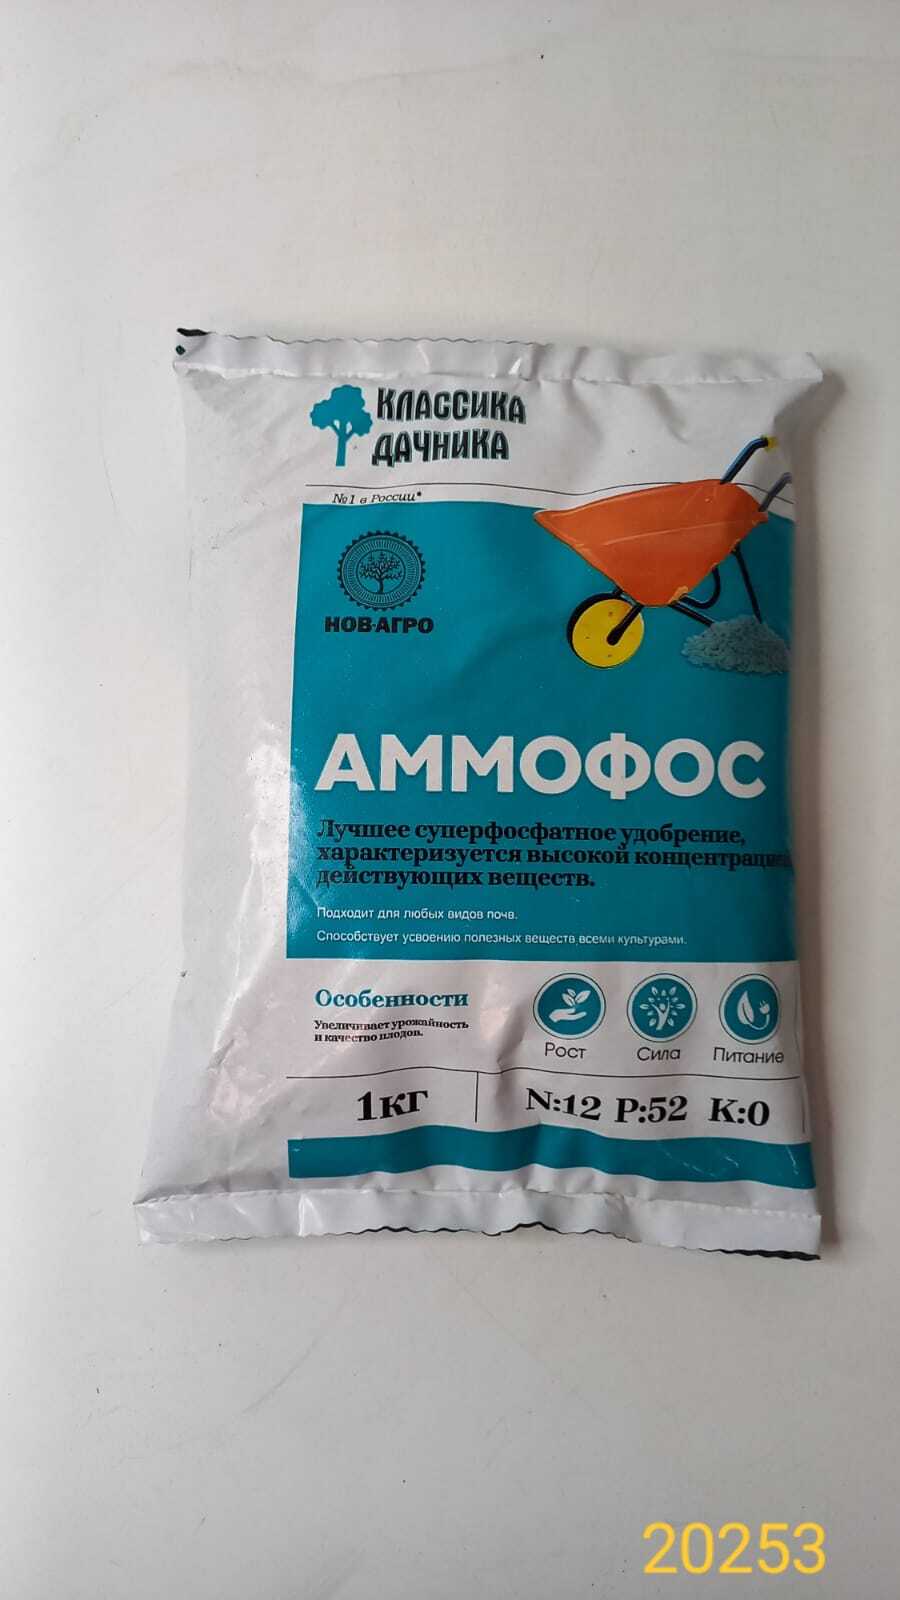 КЛАССИКА
ДАЧНИКА
№1 в России*
НОВ-АГРО
АММОФОС
Лучшее суперфосфатное удобрение,
характеризуется высокой концентрацией
действующих веществ.
Подходит для любых видов почв.
Способствует усвоению полезных веществ всеми культурами.
Особенности
Увеличивает урожайность
и качество плодов.
Рост Сила Питание
1кг N:12 P:52 K:0
20253